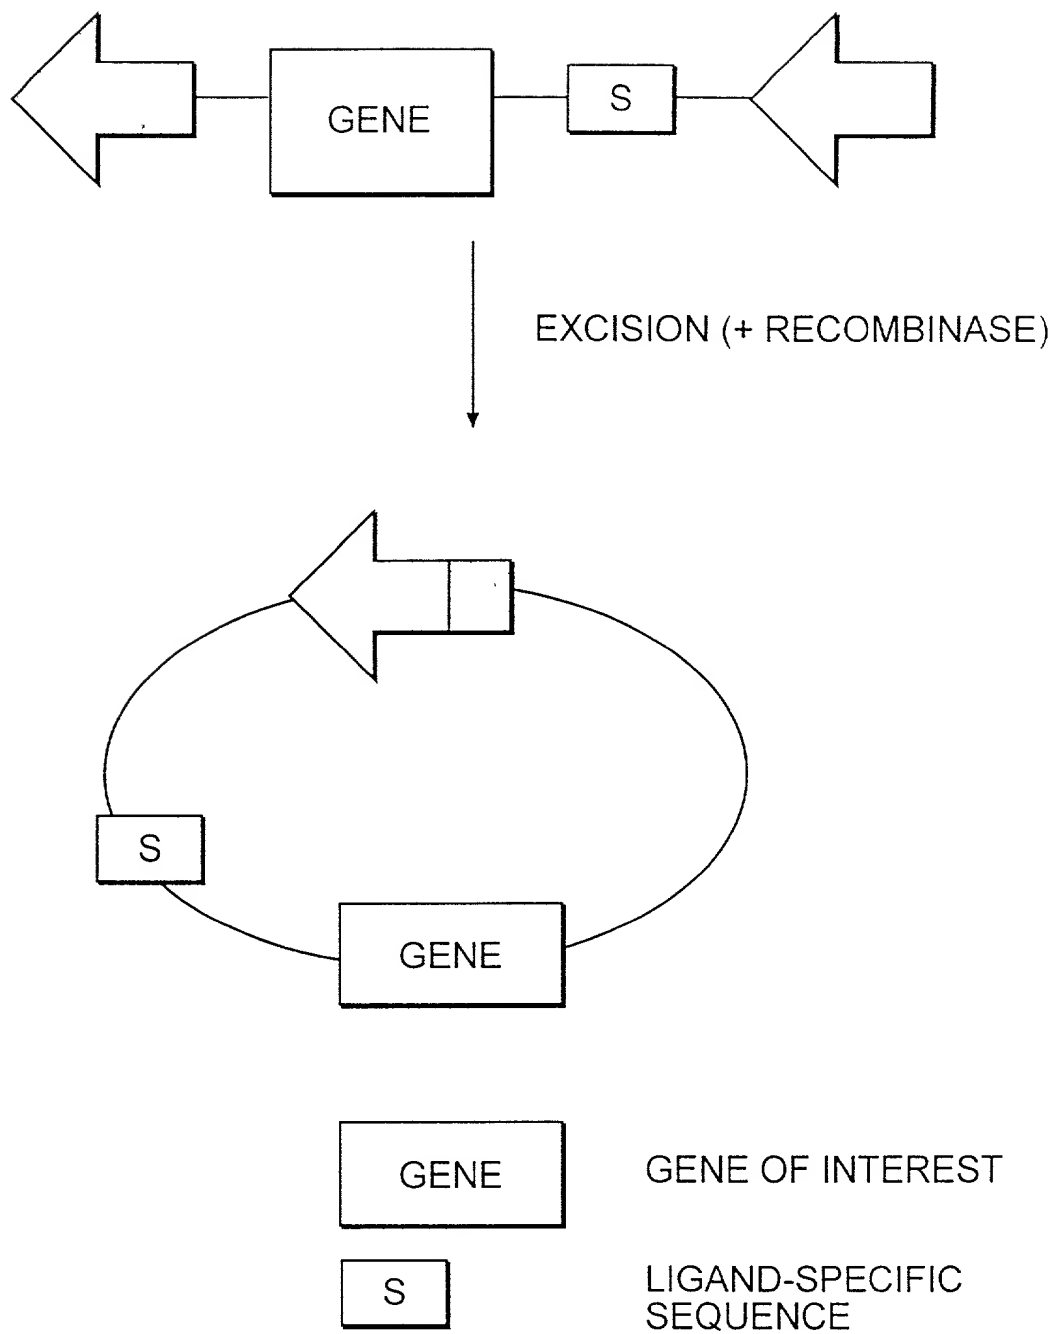 GENE
S
EXCISION (+ RECOMBINASE)
S
GENE
GENE
GENE OF INTEREST
S
LIGAND-SPECIFIC
SEQUENCE